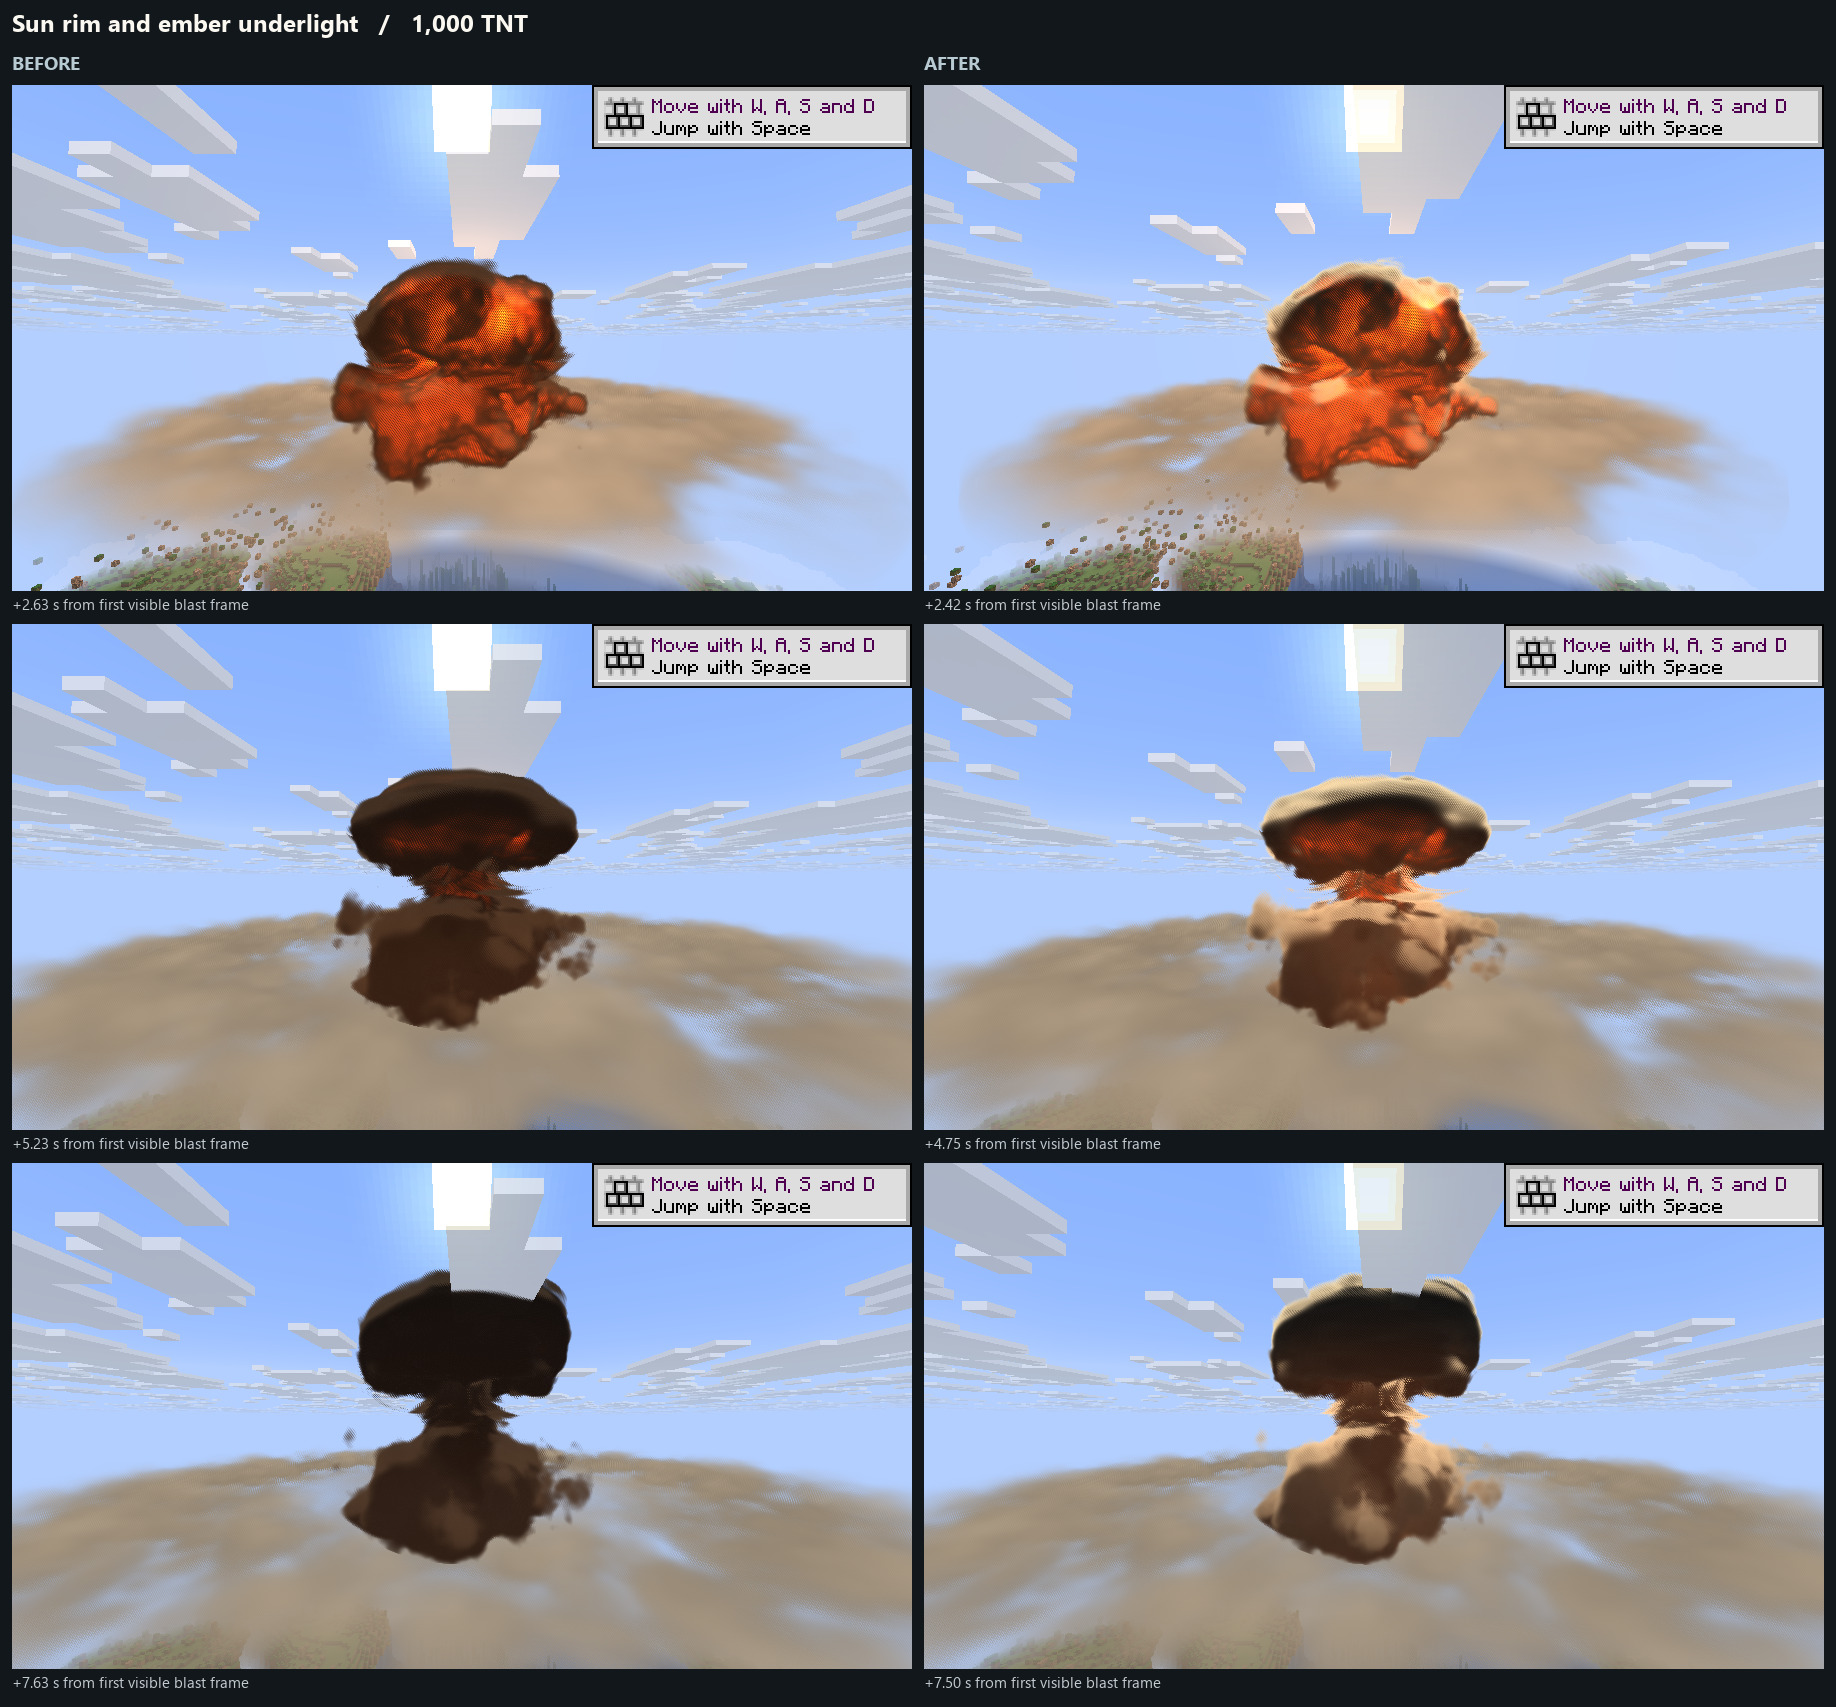 Sun rim and ember underlight / 1,000 TNT
BEFORE
AFTER
Move with W, A, S and D
Jump with Space
Move with W, A, S and D
Jump with Space
+2.63 s from first visible blast frame
+2.42 s from first visible blast frame
Move with W, A, S and D
Jump with Space
Move with W, A, S and D
Jump with Space
+5.23 s from first visible blast frame
+4.75 s from first visible blast frame
Move with W, A, S and D
Jump with Space
Move with W, A, S and D
Jump with Space
+7.63 s from first visible blast frame
+7.50 s from first visible blast frame